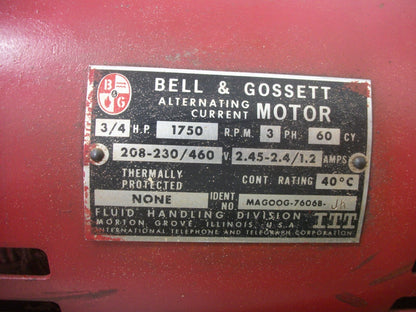 B & G BELL & GOSSETT
ALTERNATING CURRENT MOTOR
3/4 H.P. 1750 R.P.M. 3 PH. 60 CY
208-230/460 V. 2.45-2.4/1.2 AMPS
THERMALLY PROTECTED CONT. RATING 40°C
NONE IDENT NO. MAG00G-7606B-
FLUID HANDLING DIVISION ITT
MORTON GROVE, ILLINOIS, U.S.A.
INTERNATIONAL TELEPHONE AND TELEGRAPH CORPORATION